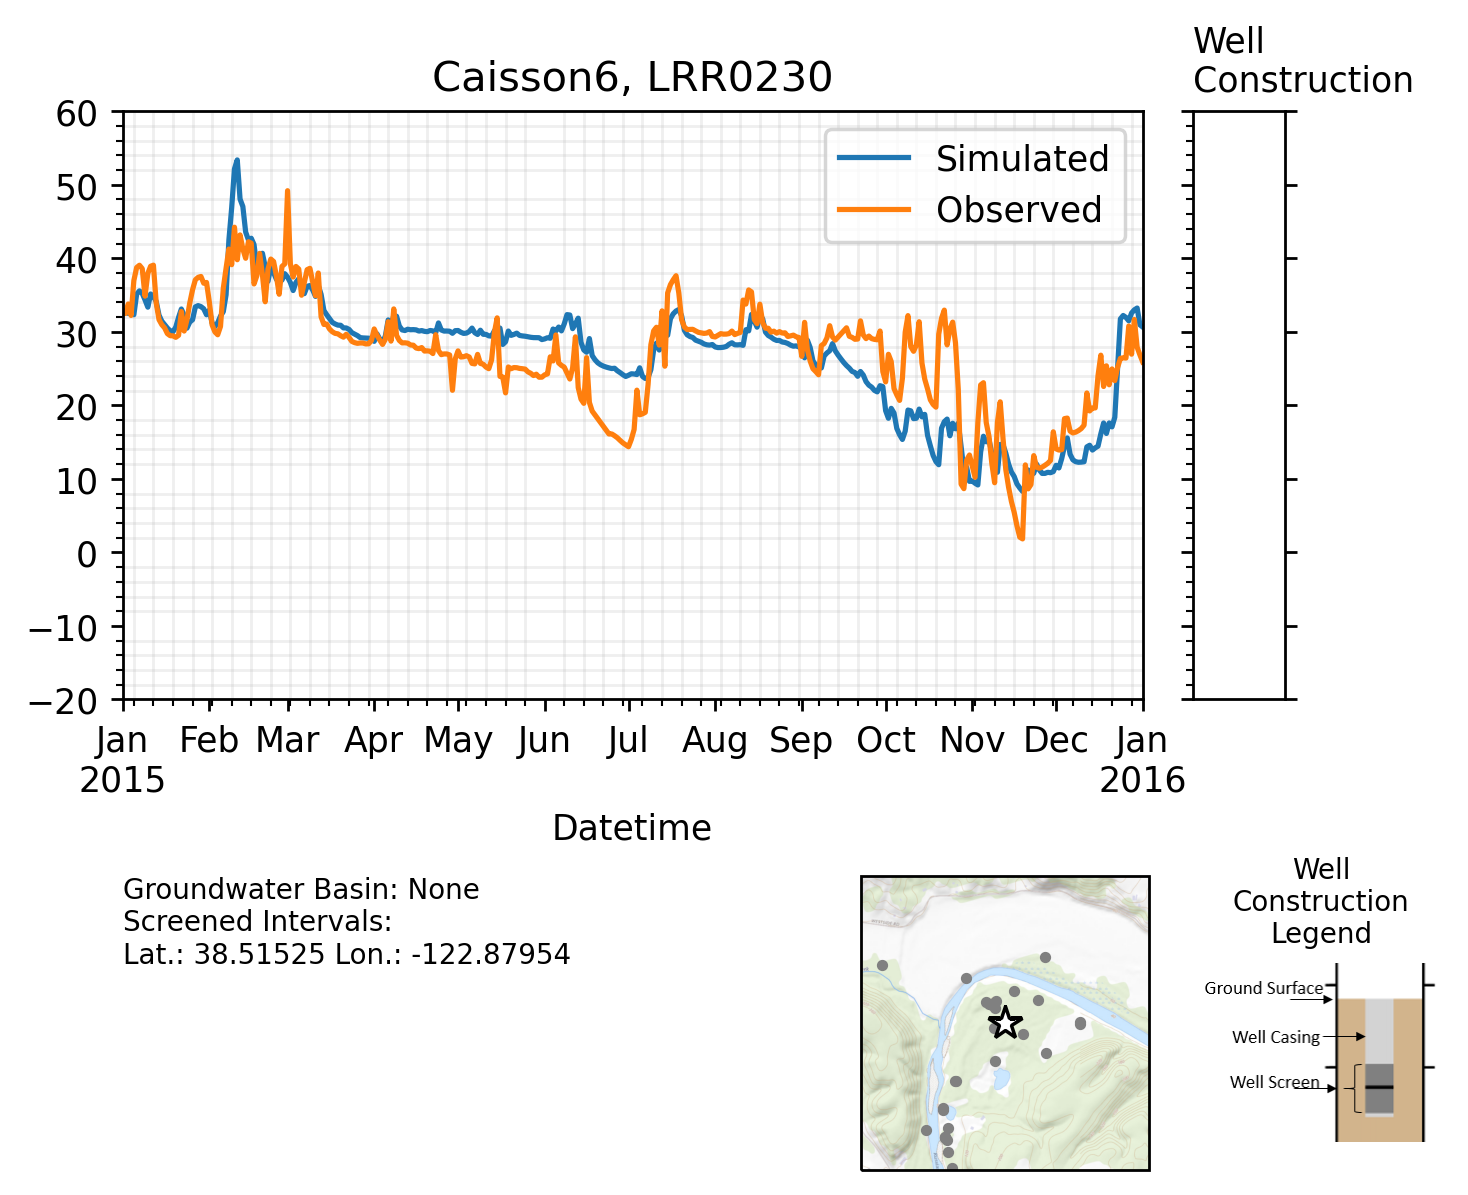 Well
Construction
Caisson6, LRR0230
60
50
40
30
20
10
0
−10
−20
Simulated
Observed
Jan
2015
Feb
Mar
Apr
May
Jun
Jul
Aug
Sep
Oct
Nov
Dec
Jan
2016
Datetime
Groundwater Basin: None
Screened Intervals:
Lat.: 38.51525 Lon.: -122.87954
Well
Construction
Legend
Ground Surface
Well Casing
Well Screen